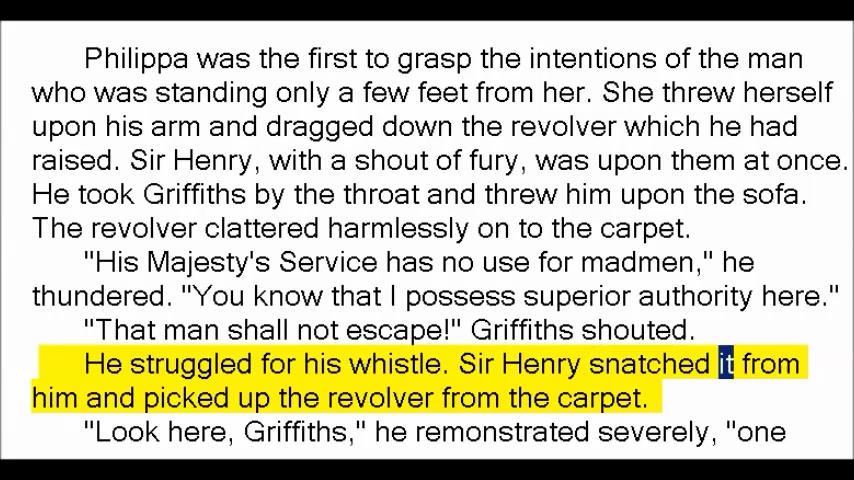 Philippa was the first to grasp the intentions of the man
who was standing only a few feet from her. She threw herself
upon his arm and dragged down the revolver which he had
raised. Sir Henry, with a shout of fury, was upon them at once.
He took Griffiths by the throat and threw him upon the sofa.
The revolver clattered harmlessly on to the carpet.
"His Majesty's Service has no use for madmen," he
thundered. "You know that I possess superior authority here."
"That man shall not escape!" Griffiths shouted.
He struggled for his whistle. Sir Henry snatched it from
him and picked up the revolver from the carpet.
"Look here, Griffiths," he remonstrated severely, "one